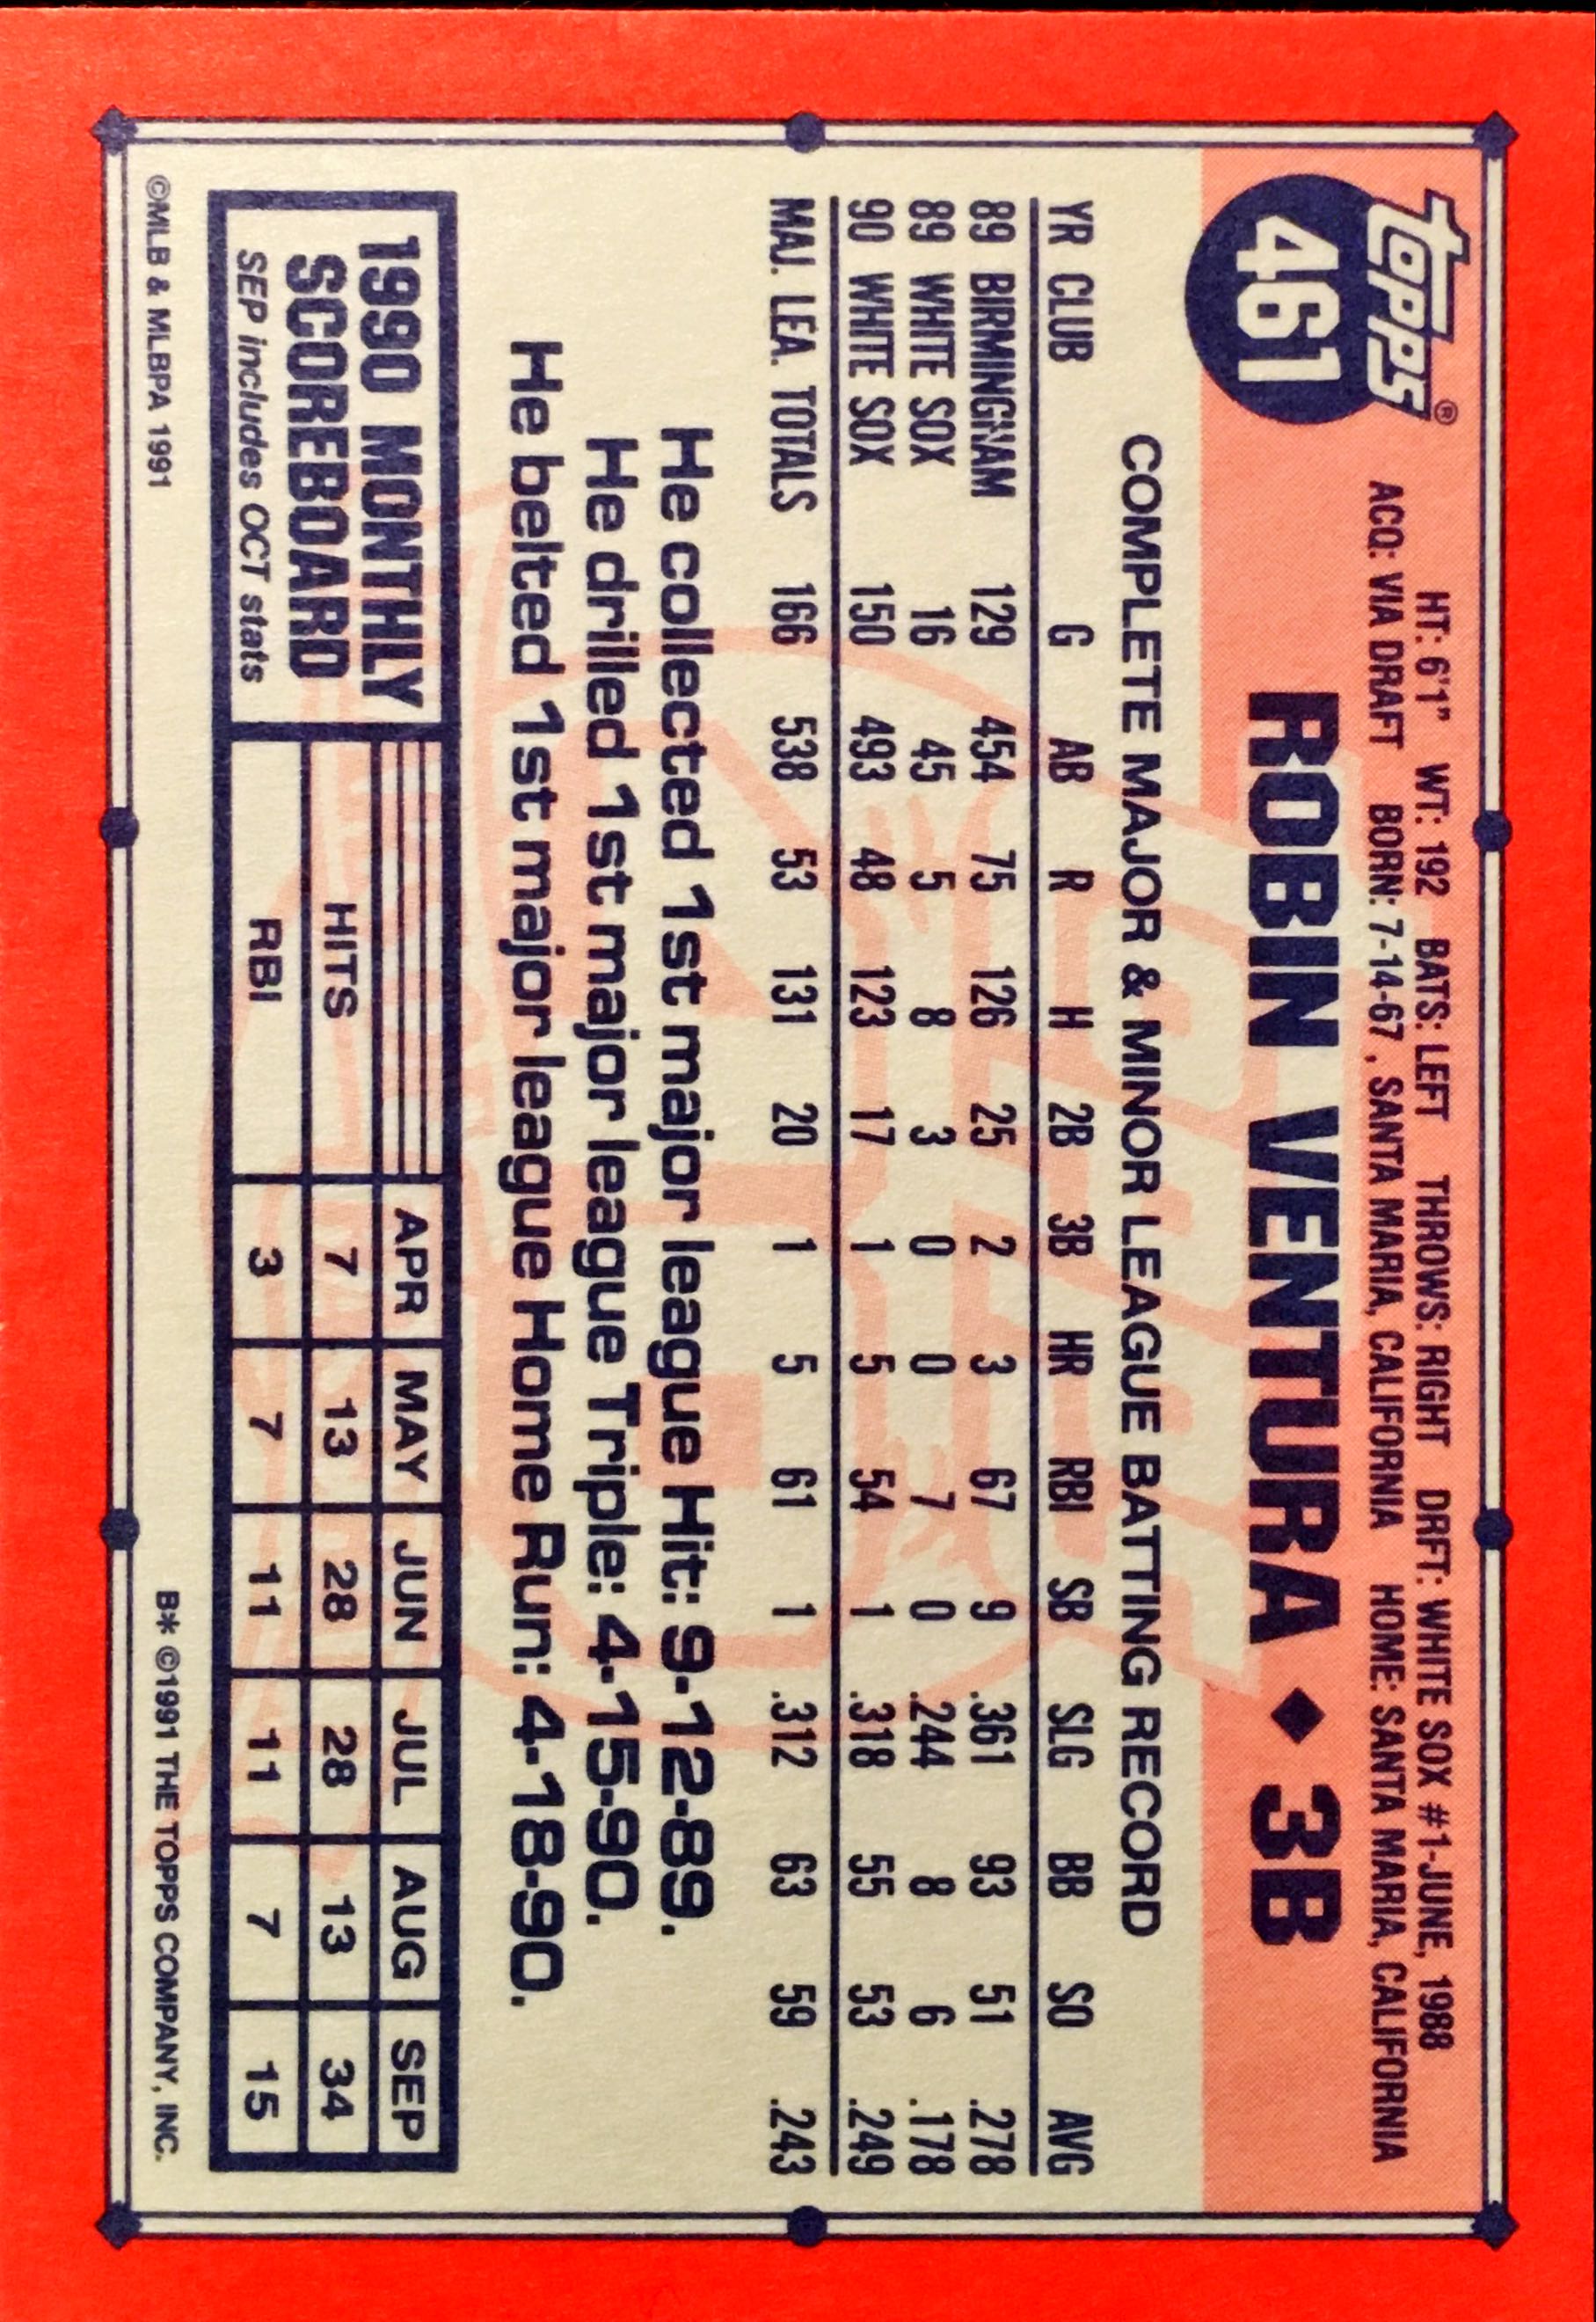 topps®
461
HT: 6'1" WT: 192 BATS: LEFT THROWS: RIGHT DRFT: WHITE SOX #1-JUNE, 1988
ACQ: VIA DRAFT BORN: 7-14-67, SANTA MARIA, CALIFORNIA HOME: SANTA MARIA, CALIFORNIA
ROBIN VENTURA ◆ 3B
COMPLETE MAJOR & MINOR LEAGUE BATTING RECORD
YR CLUB G AB R H 2B 3B HR RBI SB SLG BB SO AVG
89 BIRMINGHAM 129 454 75 126 25 2 3 67 9 .361 93 51 .278
89 WHITE SOX 16 45 5 8 3 0 0 7 0 .244 8 6 .178
90 WHITE SOX 150 493 48 123 17 1 5 54 1 .318 55 53 .249
MAJ. LEA. TOTALS 166 538 53 131 20 1 5 61 1 .312 63 59 .243
He collected 1st major league Hit: 9-12-89.
He drilled 1st major league Triple: 4-15-90.
He belted 1st major league Home Run: 4-18-90.
1990 MONTHLY
SCOREBOARD
SEP includes OCT stats
APR MAY JUN JUL AUG SEP
HITS 7 13 28 28 13 34
RBI 3 7 11 11 7 15
©MLB & MLBPA 1991
B* ©1991 THE TOPPS COMPANY, INC.